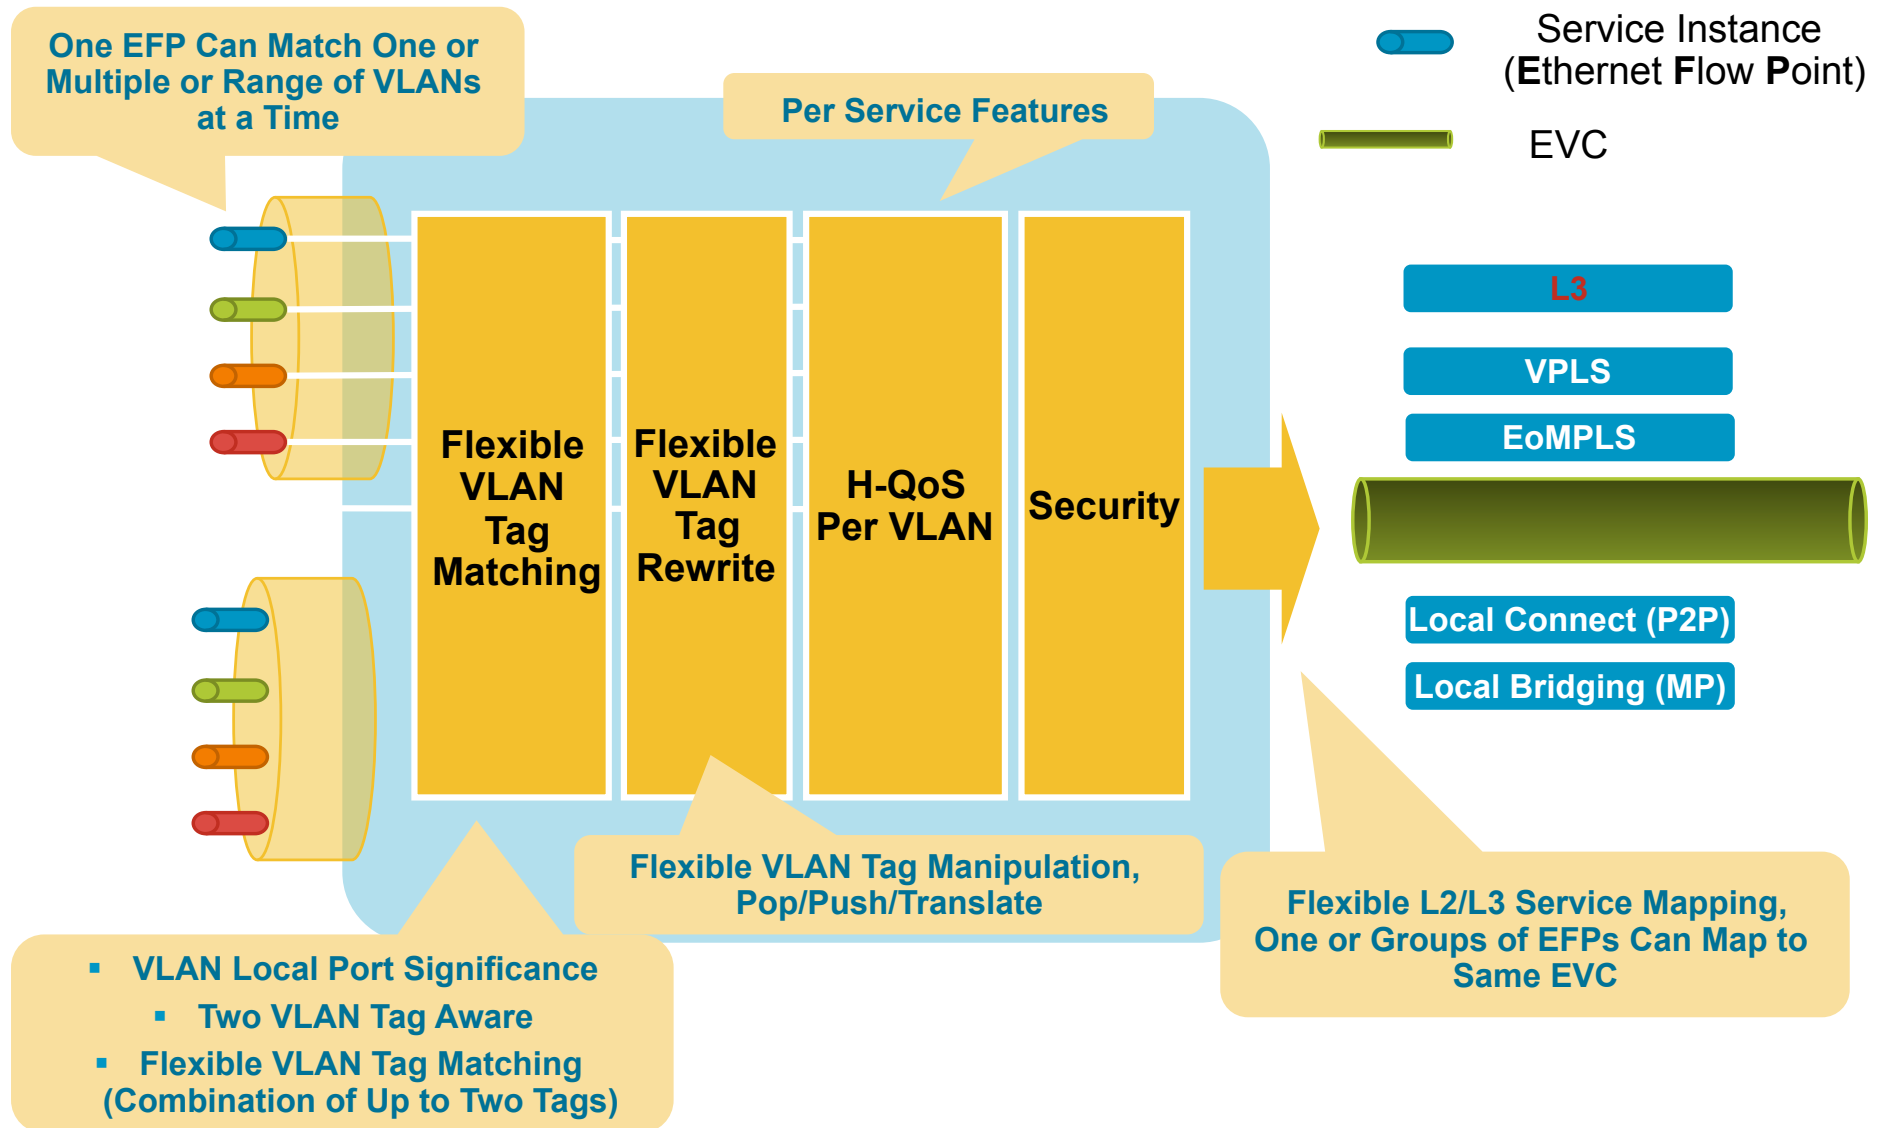 One EFP Can Match One or
Multiple or Range of VLANs
at a Time
Per Service Features
Service Instance
(Ethernet Flow Point)
EVC
Flexible
VLAN
Tag
Matching
Flexible
VLAN
Tag
Rewrite
H-QoS
Per VLAN
Security
L3
VPLS
EoMPLS
Local Connect (P2P)
Local Bridging (MP)
Flexible VLAN Tag Manipulation,
Pop/Push/Translate
Flexible L2/L3 Service Mapping,
One or Groups of EFPs Can Map to
Same EVC
▪ VLAN Local Port Significance
▪ Two VLAN Tag Aware
▪ Flexible VLAN Tag Matching
(Combination of Up to Two Tags)